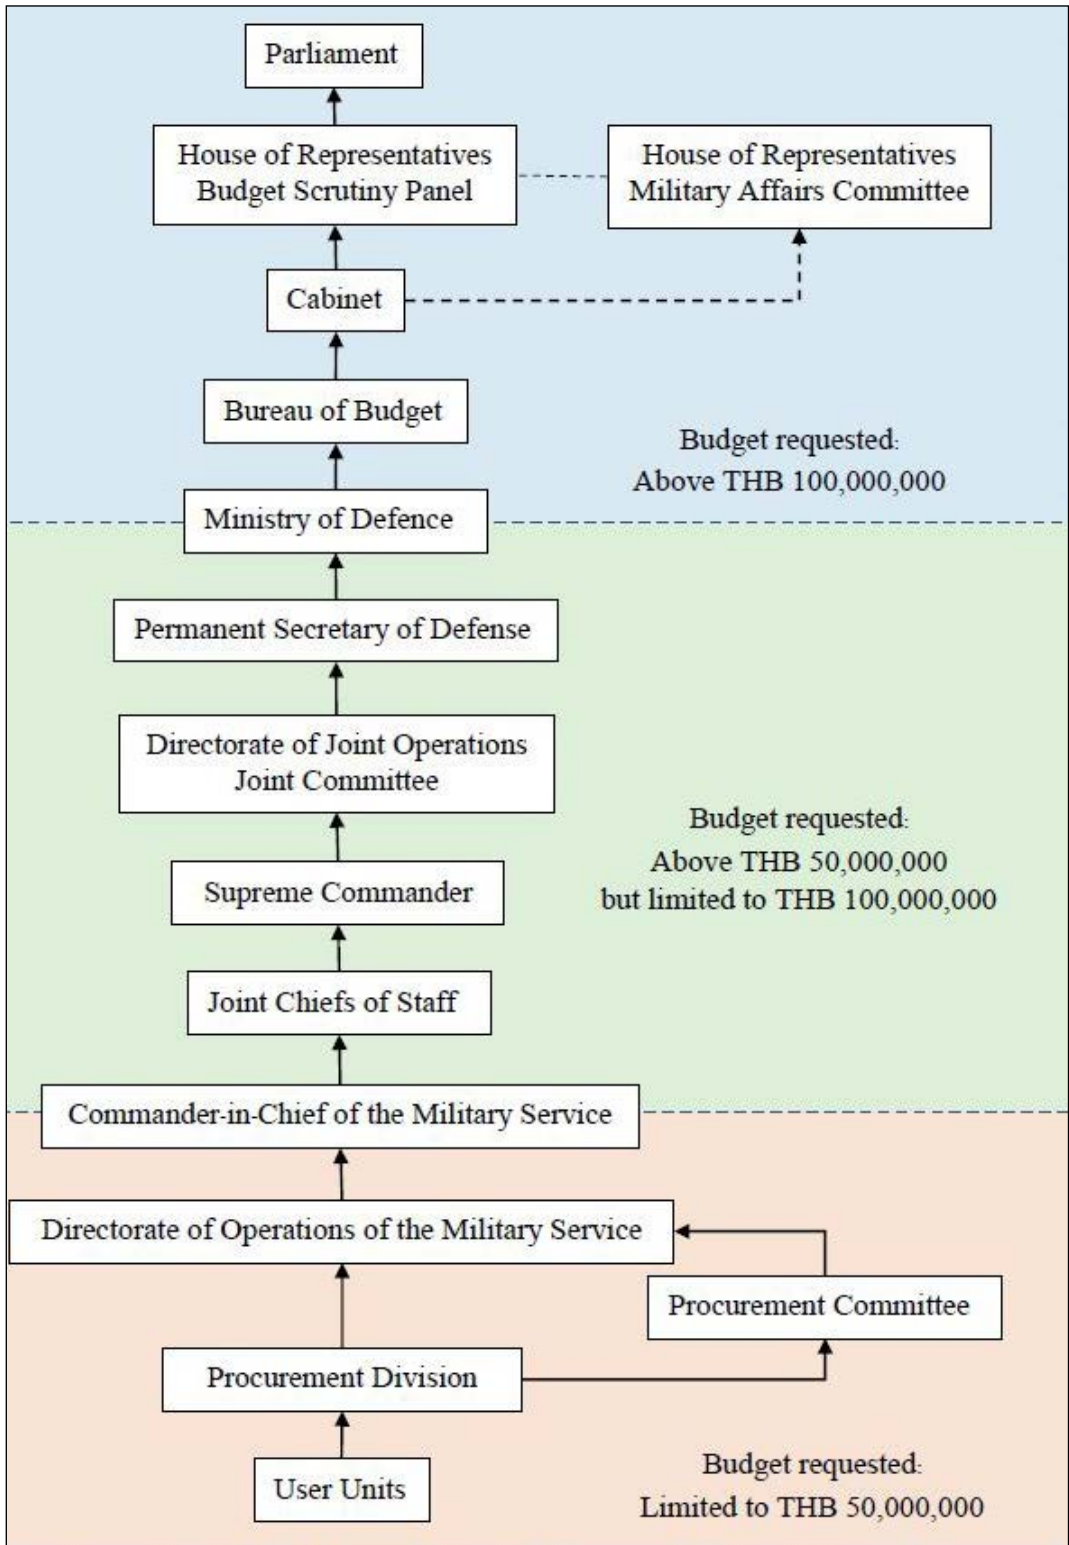 Parliament
House of Representatives
Budget Scrutiny Panel
House of Representatives
Military Affairs Committee
Cabinet
Bureau of Budget
Budget requested:
Above THB 100,000,000
Ministry of Defence
Permanent Secretary of Defense
Directorate of Joint Operations
Joint Committee
Budget requested:
Above THB 50,000,000
but limited to THB 100,000,000
Supreme Commander
Joint Chiefs of Staff
Commander-in-Chief of the Military Service
Directorate of Operations of the Military Service
Procurement Committee
Procurement Division
User Units
Budget requested:
Limited to THB 50,000,000